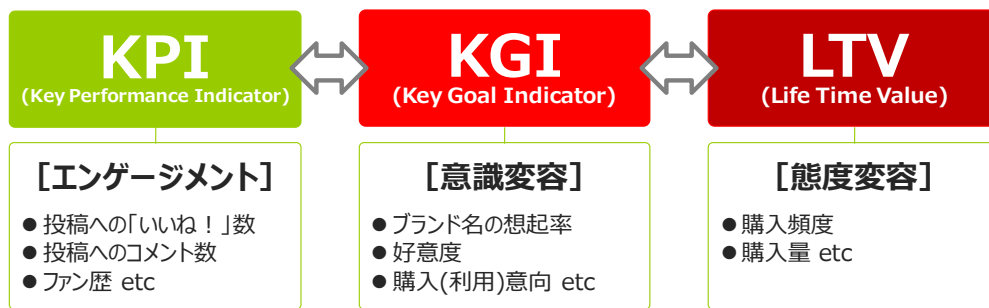 KPI
(Key Performance Indicator)
[エンゲージメント]
● 投稿への「いいね！」数
● 投稿へのコメント数
● ファン歴 etc
KGI
(Key Goal Indicator)
[意識変容]
● ブランド名の想起率
● 好意度
● 購入(利用)意向 etc
LTV
(Life Time Value)
[態度変容]
● 購入頻度
● 購入量 etc